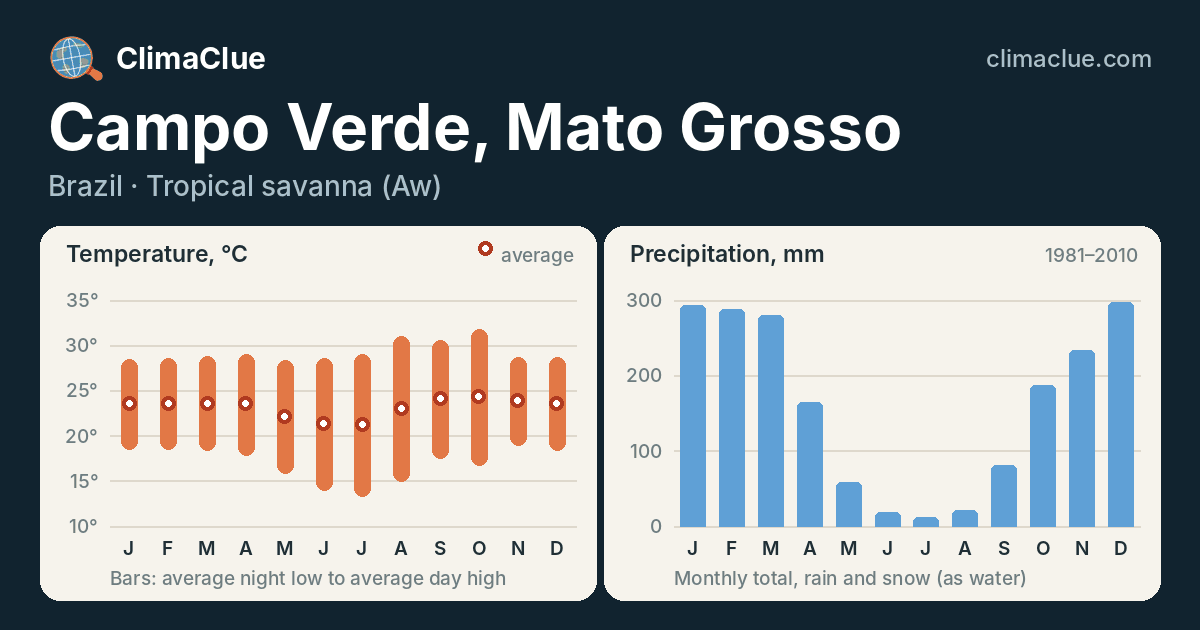 ClimaClue
climaclue.com
Campo Verde, Mato Grosso
Brazil · Tropical savanna (Aw)
Temperature, °C
average
35°
30°
25°
20°
15°
10°
J F M A M J J A S O N D
Bars: average night low to average day high
Precipitation, mm
1981–2010
300
200
100
0
J F M A M J J A S O N D
Monthly total, rain and snow (as water)